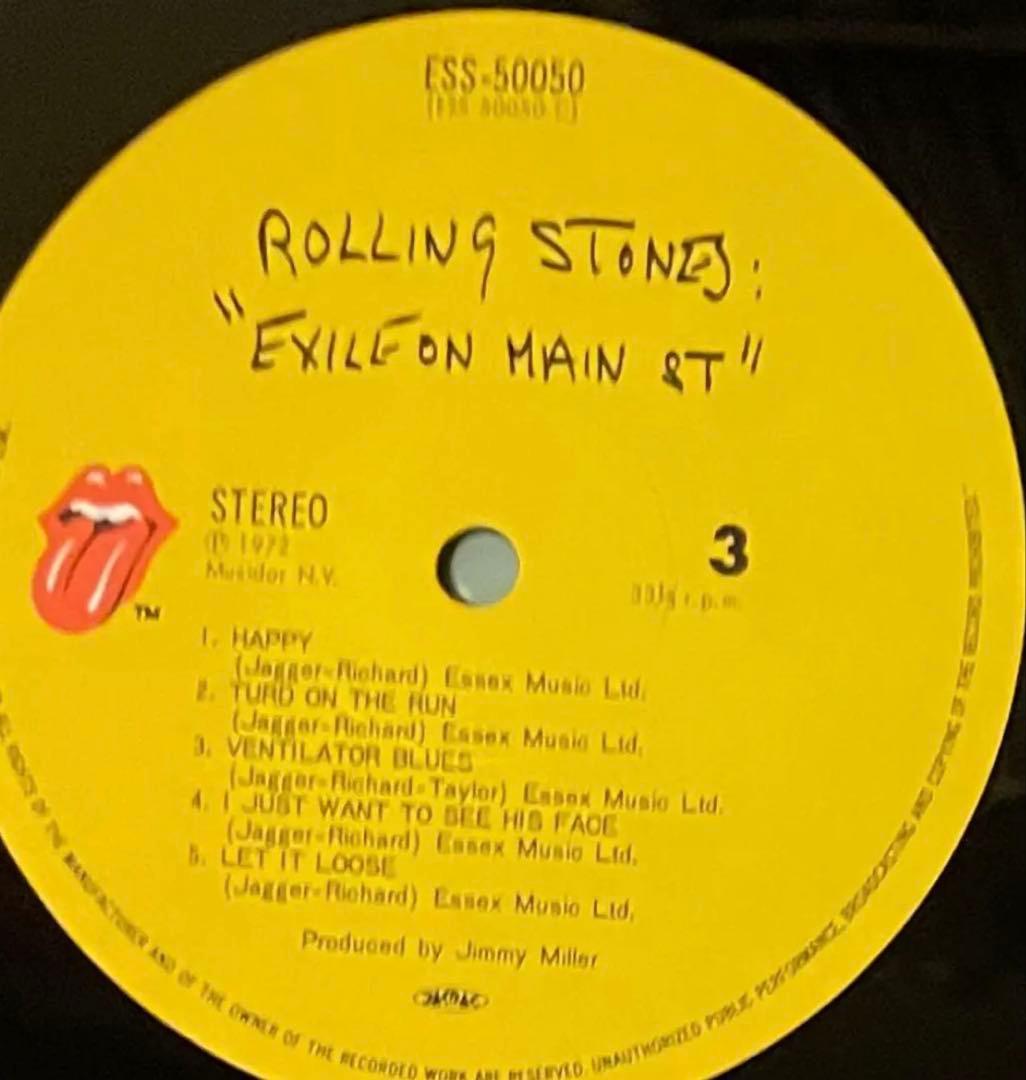 ESS-50050
(ESS 50050 C)
ROLLING STONES:
"EXILE ON MAIN ST"
STEREO
℗ 1972
Musidor N.V.
3
33⅓ r.p.m.
TM
1. HAPPY
(Jagger-Richard) Essex Music Ltd.
2. TURD ON THE RUN
(Jagger-Richard) Essex Music Ltd.
3. VENTILATOR BLUES
(Jagger-Richard-Taylor) Essex Music Ltd.
4. I JUST WANT TO SEE HIS FACE
(Jagger-Richard) Essex Music Ltd.
5. LET IT LOOSE
(Jagger-Richard) Essex Music Ltd.
Produced by Jimmy Miller
RIGHTS OF THE MANUFACTURER AND OF THE OWNER OF THE RECORDED WORK ARE RESERVED. UNAUTHORIZED PUBLIC PERFORMANCE, BROADCASTING AND COPYING OF THE RECORD PROHIBITED.